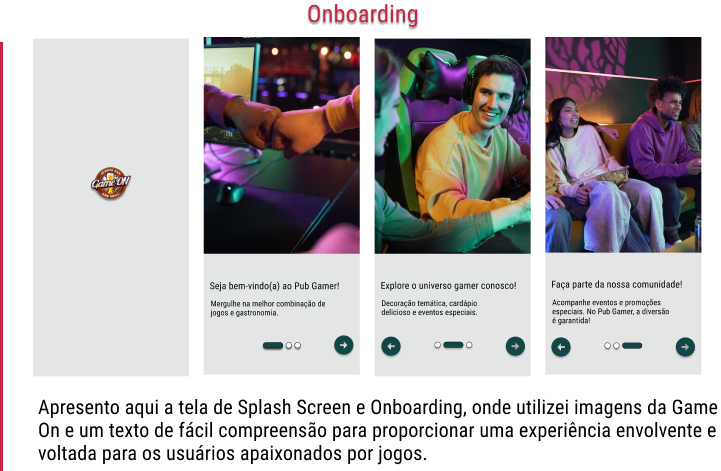 Onboarding
Game ON
Seja bem-vindo(a) ao Pub Gamer!
Mergulhe na melhor combinação de
jogos e gastronomia.
Explore o universo gamer conosco!
Decoração temática, cardápio
delicioso e eventos especiais.
Faça parte da nossa comunidade!
Acompanhe eventos e promoções
especiais. No Pub Gamer, a diversão
é garantida!
Apresento aqui a tela de Splash Screen e Onboarding, onde utilizei imagens da Game
On e um texto de fácil compreensão para proporcionar uma experiência envolvente e
voltada para os usuários apaixonados por jogos.